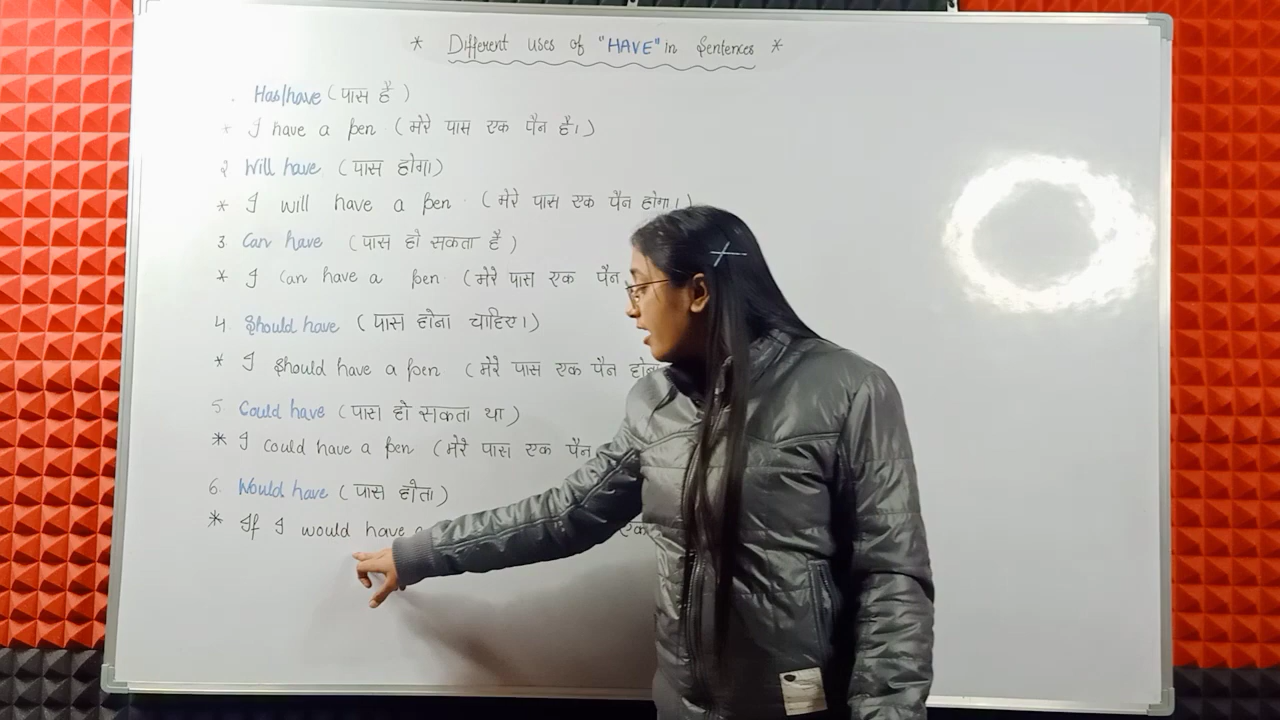 * Different uses of "HAVE" in Sentences *
Has/have (पास है)
* I have a pen (मेरे पास एक पैन है।)
2 Will have (पास होगा)
* I will have a pen. (मेरे पास एक पैन होगा।)
3 Can have (पास हो सकता है)
* I can have a pen (मेरे पास एक पैन
4 Should have (पास होना चाहिए।)
* I should have a pen (मेरे पास एक पैन होना
5. Could have (पास हो सकता था)
* I could have a pen (मेरे पास एक पैन
6. Would have (पास होता)
* If I would have एक